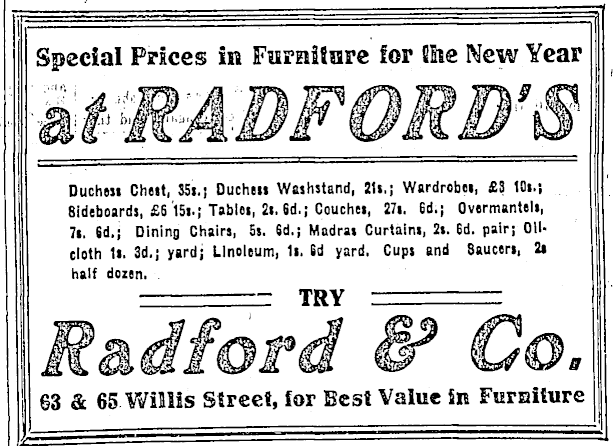 Special Prices in Furniture for the New Year
at RADFORD'S
Duchess Chest, 35s.; Duchess Washstand, 21s.; Wardrobes, £3 10s.;
Sideboards, £6 15s.; Tables, 2s. 6d.; Couches, 27s. 6d.; Overmantels,
7s. 6d.; Dining Chairs, 5s. 6d.; Madras Curtains, 2s. 6d. pair; Oil-
cloth 1s. 3d.; yard; Linoleum, 1s. 6d yard. Cups and Saucers, 2s
half dozen.
TRY
Radford & Co.
63 & 65 Willis Street, for Best Value in Furniture